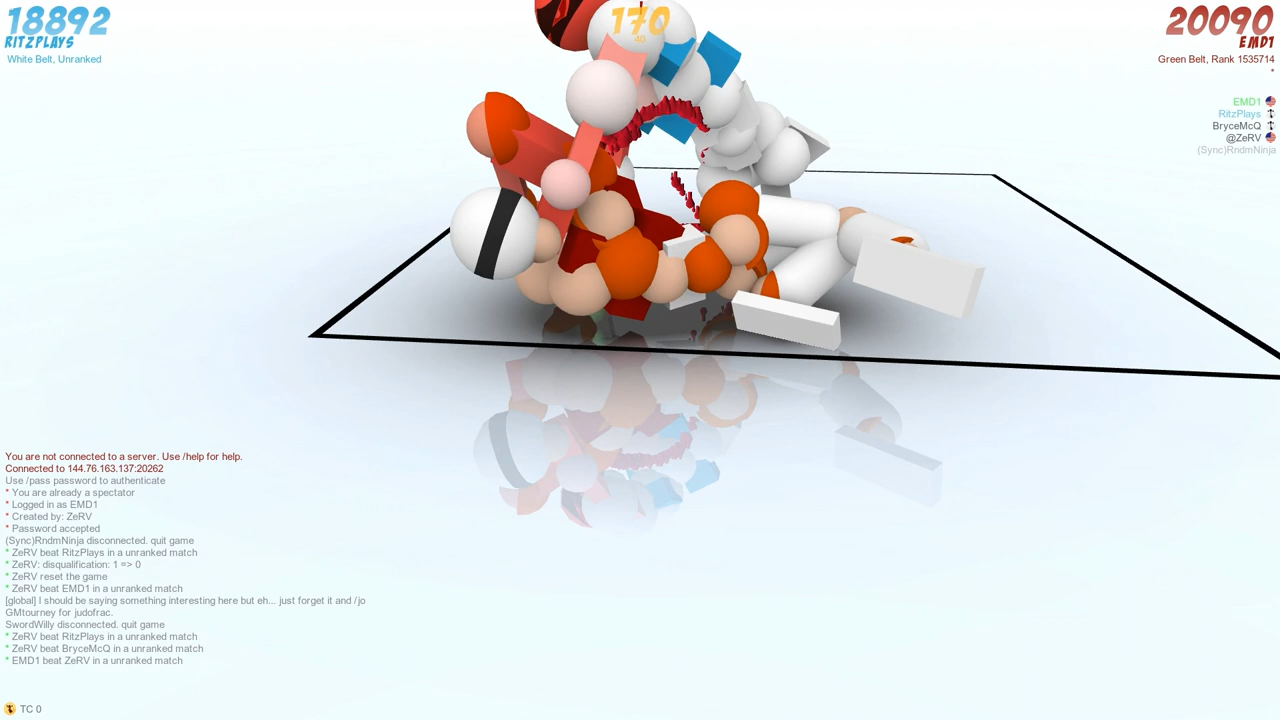 18892
RITZPLAYS
White Belt, Unranked
170
40
20090
EMD1
Green Belt, Rank 1535714
*
EMD1
RitzPlays
BryceMcQ
@ZeRV
(Sync)RndmNinja
You are not connected to a server. Use /help for help.
Connected to 144.76.163.137:20262
Use /pass password to authenticate
* You are already a spectator
* Logged in as EMD1
* Created by: ZeRV
* Password accepted
(Sync)RndmNinja disconnected. quit game
* ZeRV beat RitzPlays in a unranked match
* ZeRV: disqualification: 1 => 0
* ZeRV reset the game
* ZeRV beat EMD1 in a unranked match
[global] I should be saying something interesting here but eh... just forget it and /jo
GMtourney for judofrac.
SwordWilly disconnected. quit game
* ZeRV beat RitzPlays in a unranked match
* ZeRV beat BryceMcQ in a unranked match
* EMD1 beat ZeRV in a unranked match
TC 0